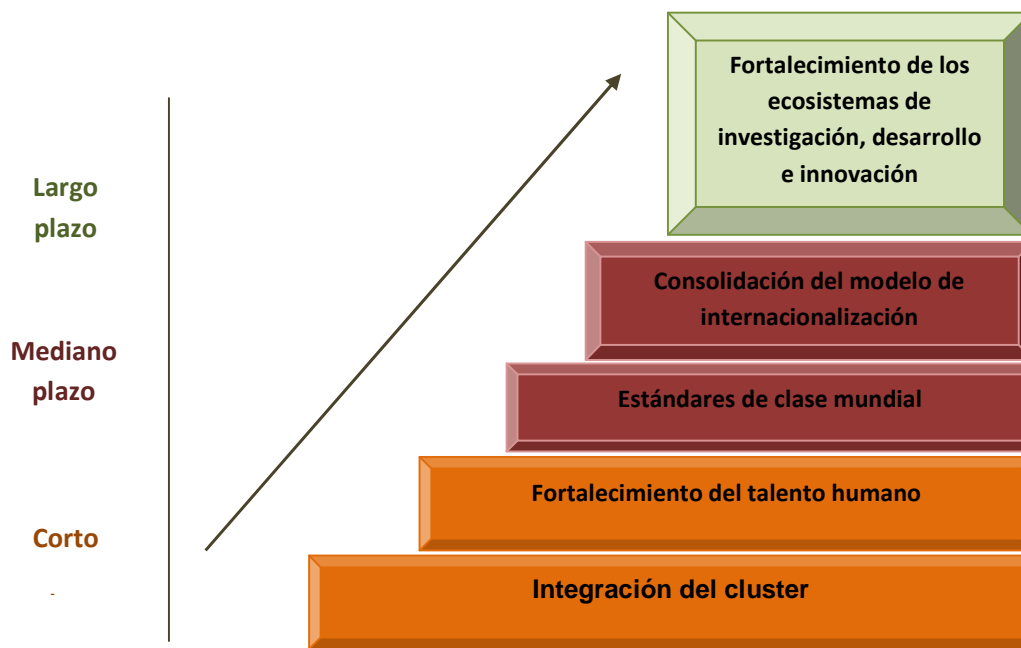 Fortalecimiento de los
ecosistemas de
investigación, desarrollo
e innovación
Largo
plazo
Consolidación del modelo de
internacionalización
Mediano
plazo
Estándares de clase mundial
Fortalecimiento del talento humano
Corto
Integración del cluster